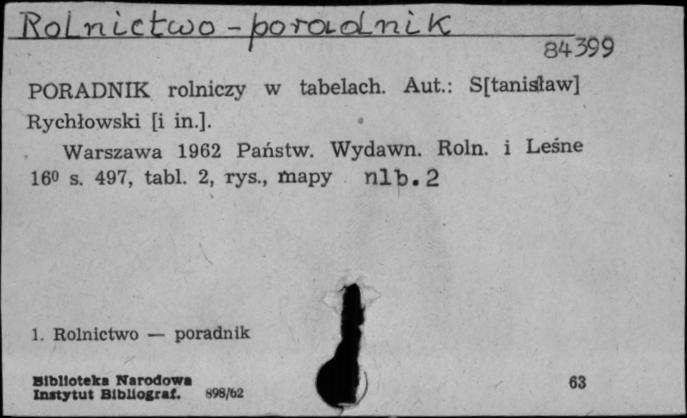 Rolnictwo - poradnik
84399
PORADNIK rolniczy w tabelach. Aut.: S[tanisław]
Rychłowski [i in.].
Warszawa 1962 Państw. Wydawn. Roln. i Leśne
16⁰ s. 497, tabl. 2, rys., mapy nlb. 2
1. Rolnictwo — poradnik
Biblioteka Narodowa
Instytut Bibliograf. 898/62
63